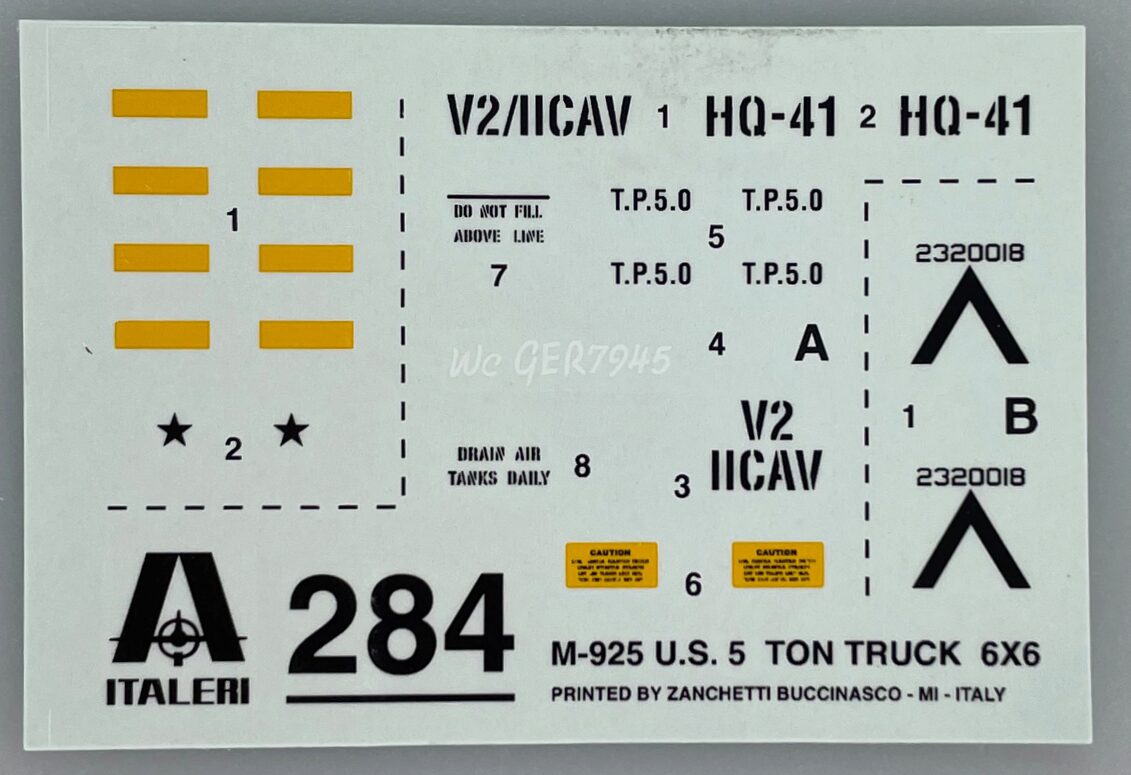 V2/IICAV 1 HQ-41 2 HQ-41
1
DO NOT FILL
ABOVE LINE
7
T.P.5.0 T.P.5.0
5
T.P.5.0 T.P.5.0
2320018
4 A
Wc GER7945
1 B
2
V2
IICAV
3
DRAIN AIR
TANKS DAILY
8
2320018
CAUTION
6
CAUTION
ITALERI
284
M-925 U.S. 5 TON TRUCK 6X6
PRINTED BY ZANCHETTI BUCCINASCO - MI - ITALY